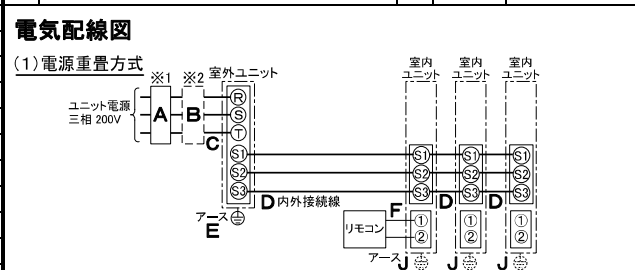 電気配線図
(1)電源重畳方式
※1 ※2 室外ユニット
室内ユニット 室内ユニット 室内ユニット
ユニット電源
三相 200V
A B C
R
S
T
S1 S1 S1 S1
S2 S2 S2 S2
S3 S3 S3 S3
D 内外接続線 D D
アース
E
F
リモコン
① ① ①
② ② ②
アース J J J